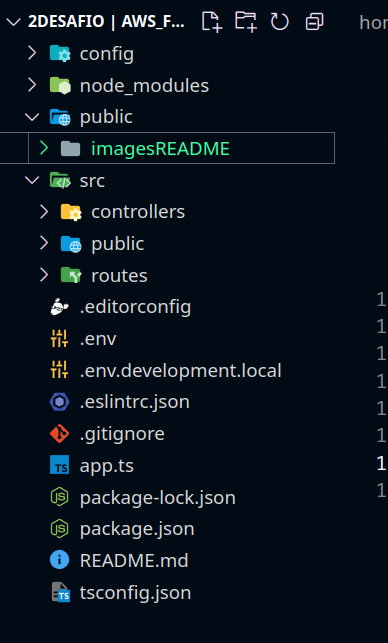 2DESAFIO | AWS_F...
hor
config
node_modules
public
imagesREADME
src
controllers
public
routes
.editorconfig
.env
.env.development.local
.eslintrc.json
.gitignore
app.ts
package-lock.json
package.json
README.md
tsconfig.json
1
1
1
1
1
1
1
1